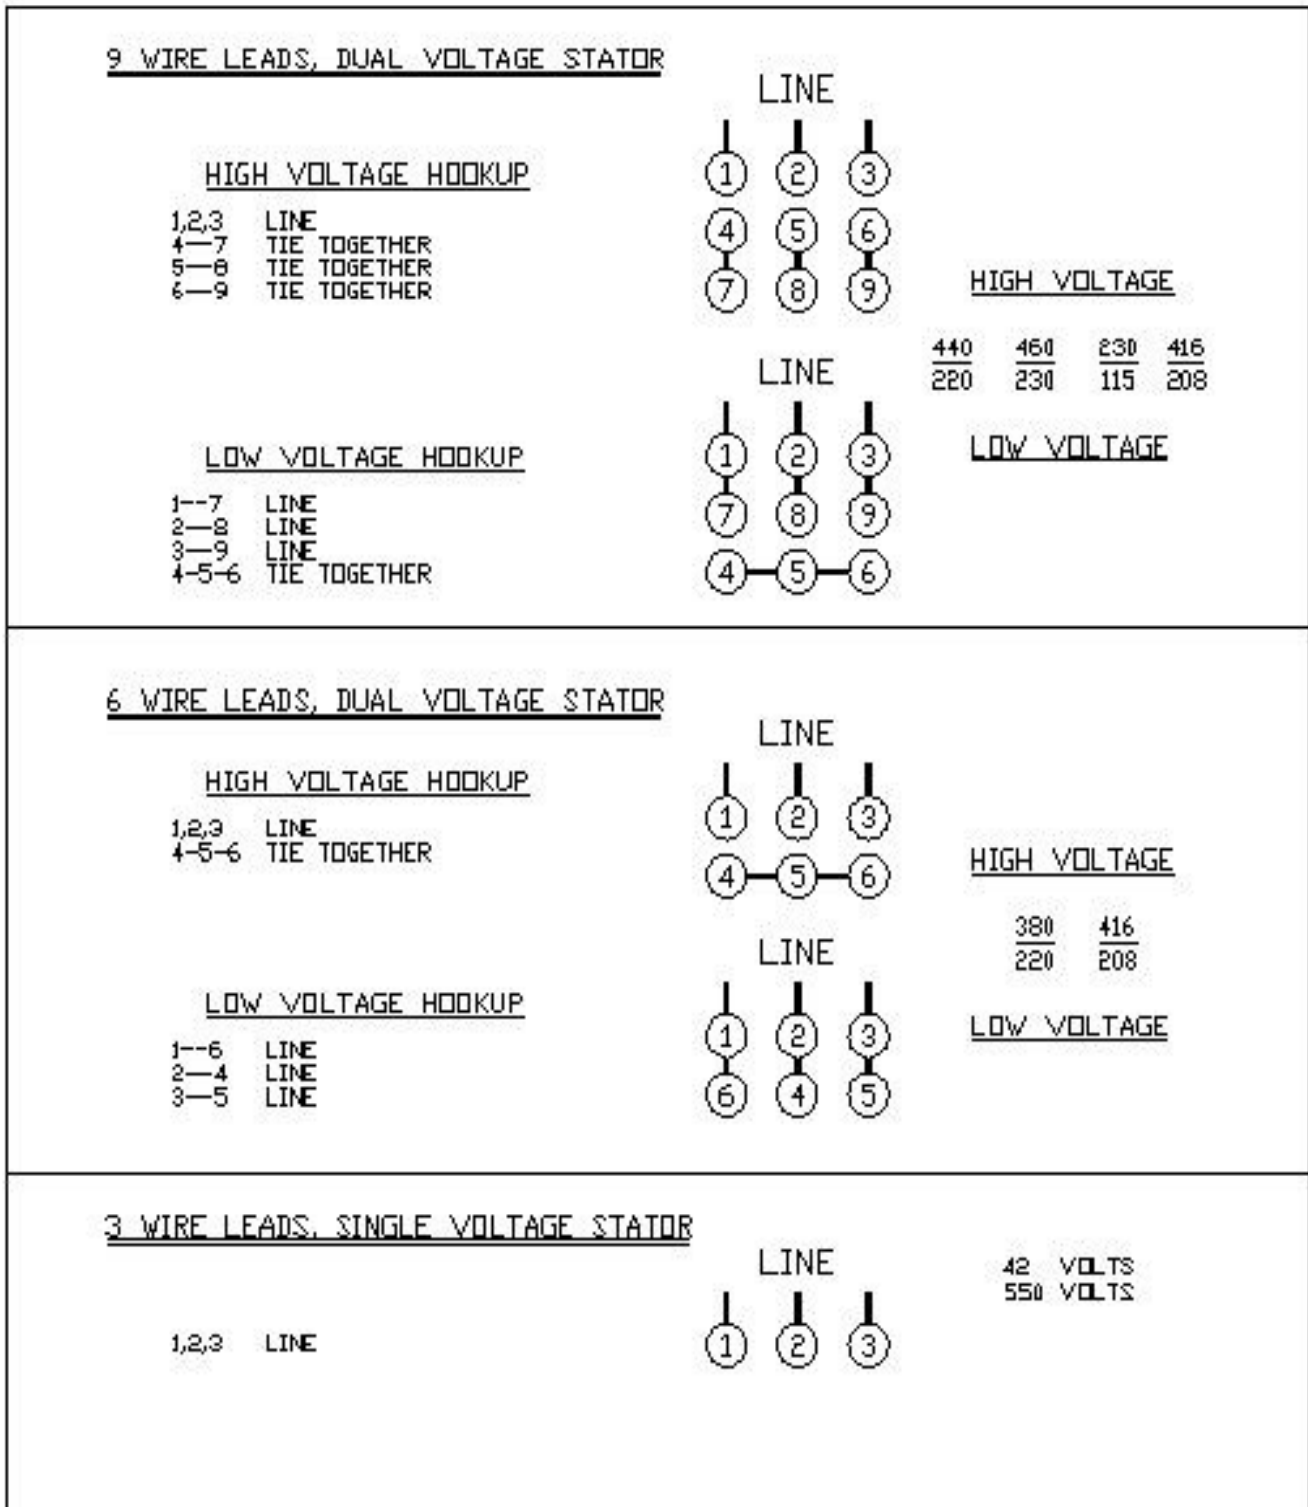 9 WIRE LEADS, DUAL VOLTAGE STATOR
LINE
HIGH VOLTAGE HOOKUP
1 2 3
1,2,3 LINE
4--7 TIE TOGETHER
5--8 TIE TOGETHER
6--9 TIE TOGETHER
4 5 6
7 8 9
HIGH VOLTAGE
440 460 230 416
220 230 115 208
LOW VOLTAGE
LINE
LOW VOLTAGE HOOKUP
1 2 3
1--7 LINE
2--8 LINE
3--9 LINE
4-5-6 TIE TOGETHER
7 8 9
4 5 6
6 WIRE LEADS, DUAL VOLTAGE STATOR
LINE
HIGH VOLTAGE HOOKUP
1,2,3 LINE
4-5-6 TIE TOGETHER
1 2 3
4 5 6
HIGH VOLTAGE
380 416
220 208
LOW VOLTAGE
LINE
LOW VOLTAGE HOOKUP
1--6 LINE
2--4 LINE
3--5 LINE
1 2 3
6 4 5
3 WIRE LEADS, SINGLE VOLTAGE STATOR
LINE
42 VOLTS
550 VOLTS
1,2,3 LINE
1 2 3